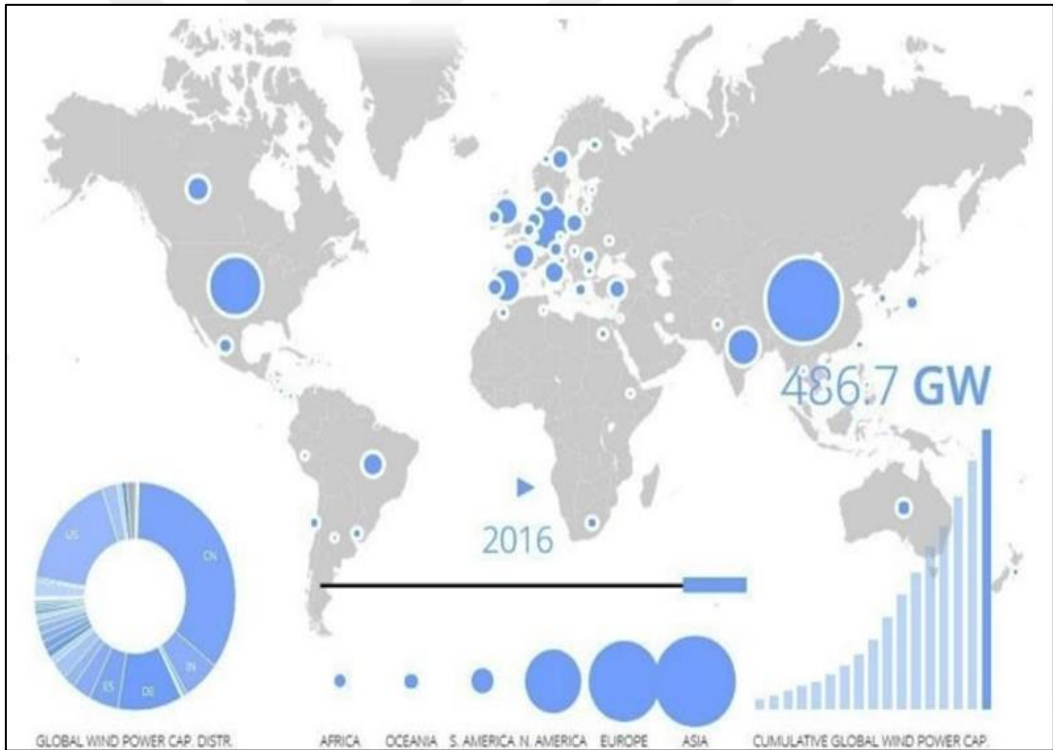 486.7 GW
2016
US
CN
IN
DE
ES
GLOBAL WIND POWER CAP. DISTR.
AFRICA OCEANIA S. AMERICA N. AMERICA EUROPE ASIA
CUMULATIVE GLOBAL WIND POWER CAP.